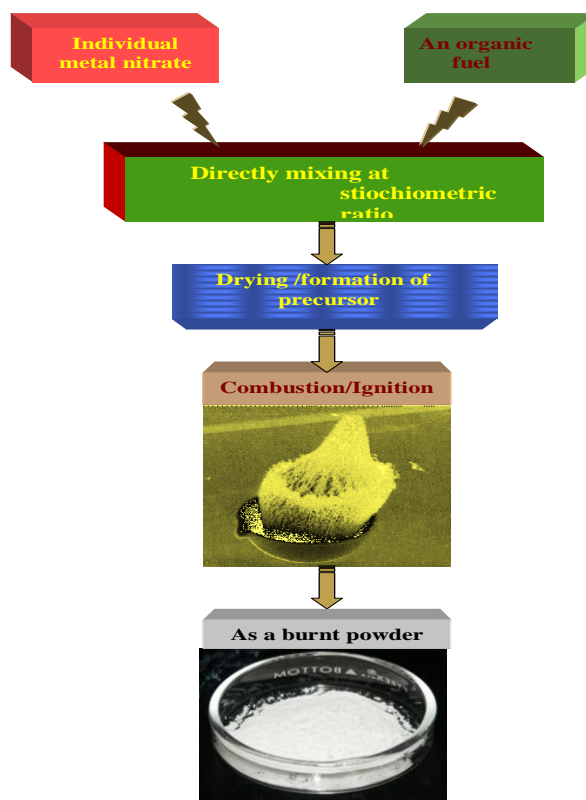 Individual
metal nitrate
An organic
fuel
Directly mixing at
stiochiometric
ratio
Drying /formation of
precursor
Combustion/Ignition
As a burnt powder
BOTTOM